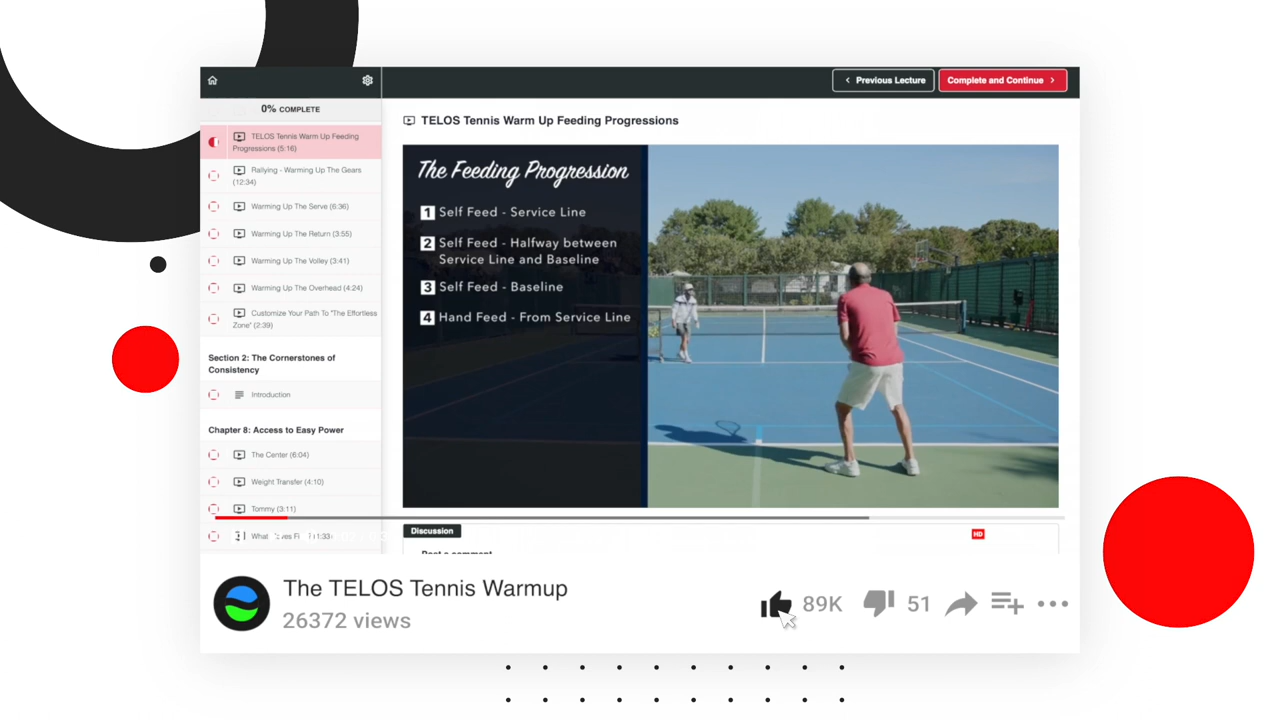 Previous Lecture
Complete and Continue
0% COMPLETE
TELOS Tennis Warm Up Feeding
Progressions (5:16)
Rallying - Warming Up The Gears
(12:34)
Warming Up The Serve (6:36)
Warming Up The Return (3:55)
Warming Up The Volley (3:41)
Warming Up The Overhead (4:24)
Customize Your Path To "The Effortless
Zone" (2:39)
Section 2: The Cornerstones of
Consistency
Introduction
Chapter 8: Access to Easy Power
The Center (6:04)
Weight Transfer (4:10)
Tommy (3:11)
What
TELOS Tennis Warm Up Feeding Progressions
The Feeding Progression
1 Self Feed - Service Line
2 Self Feed - Halfway between
Service Line and Baseline
3 Self Feed - Baseline
4 Hand Feed - From Service Line
Discussion
HD
Post a comment
The TELOS Tennis Warmup
26372 views
89K
51